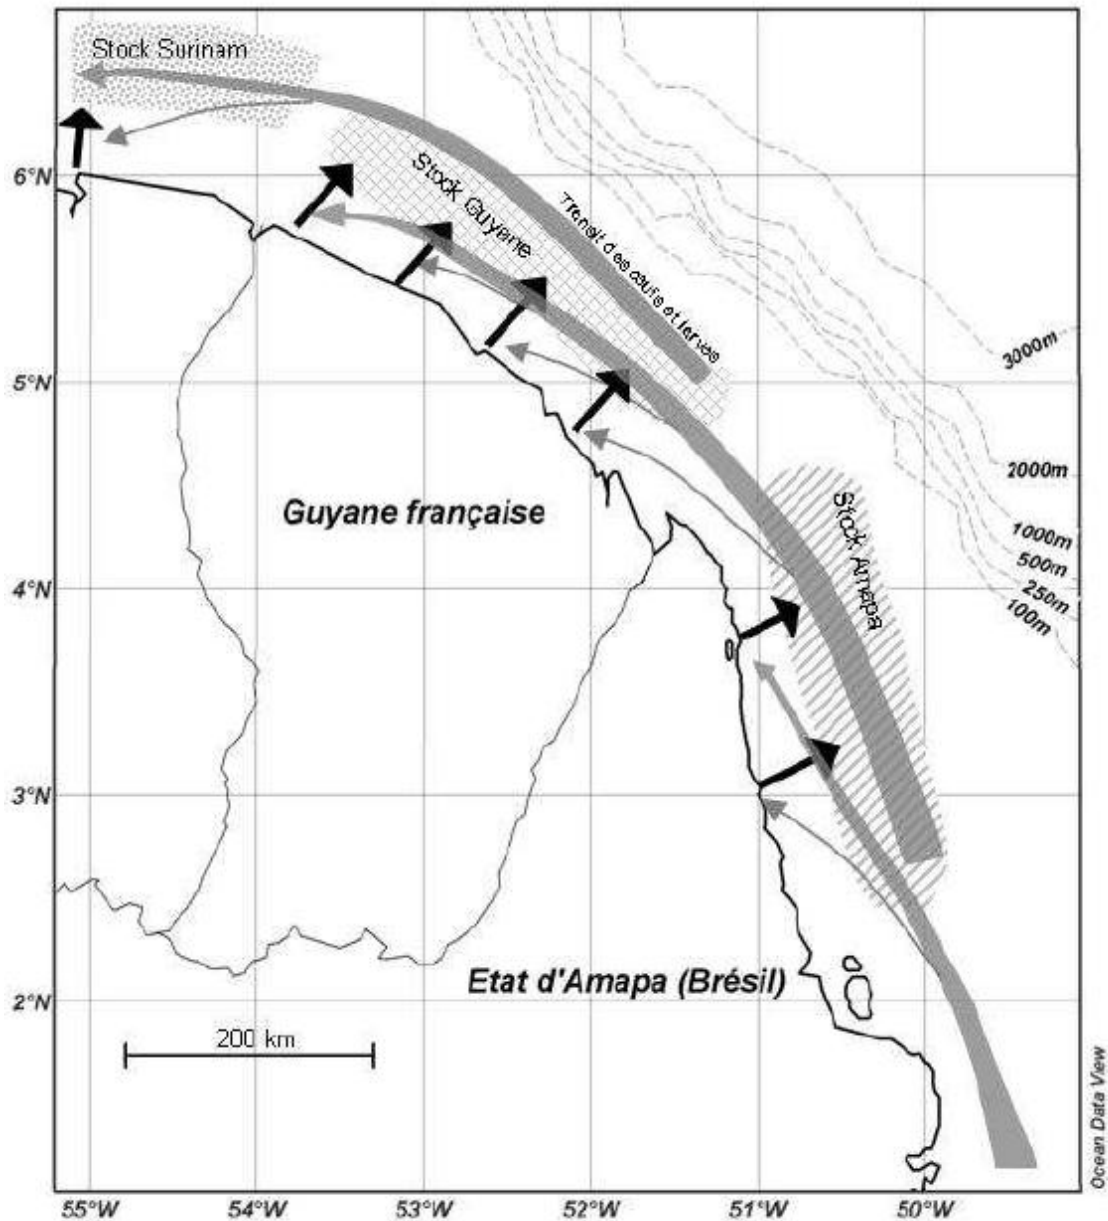 Stock Surinam
6°N
Stock Guyane
Transit des oeufs et larves
3000m
5°N
2000m
Guyane française
Stock Amapa
1000m
500m
250m
100m
4°N
3°N
Etat d'Amapa (Brésil)
2°N
200 km
Ocean Data View
55°W
54°W
53°W
52°W
51°W
50°W